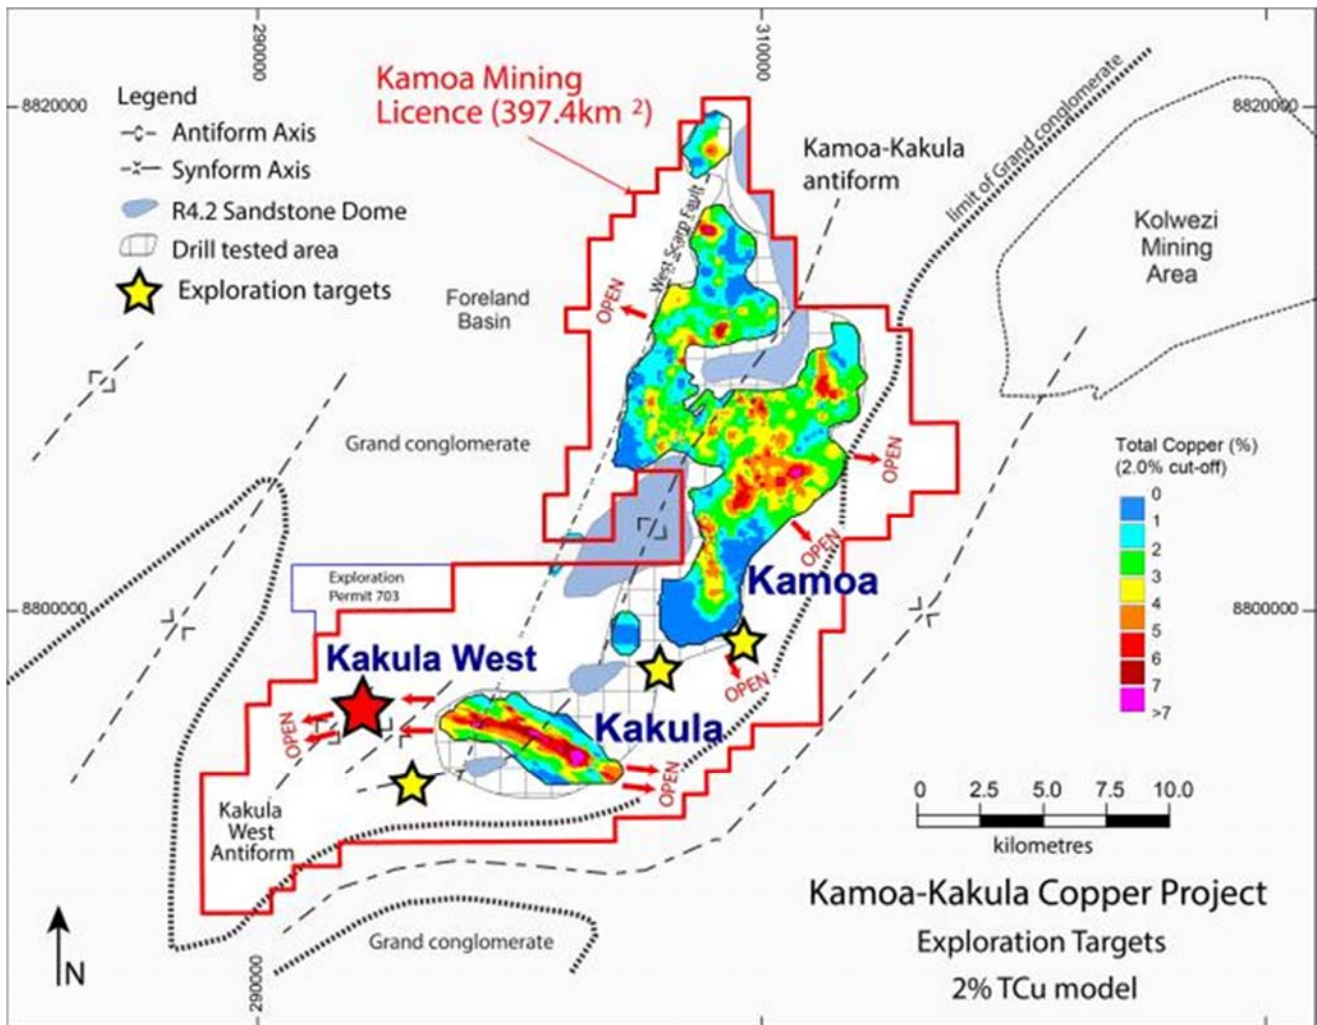 290000
310000
8820000
8820000
Legend
Antiform Axis
Synform Axis
R4.2 Sandstone Dome
Drill tested area
Exploration targets
Kamoa Mining
Licence (397.4km 2)
Kamoa-Kakula
antiform
limit of Grand conglomerate
Kolwezi
Mining
Area
West Scarp Fault
OPEN
Foreland
Basin
Grand conglomerate
OPEN
OPEN
Total Copper (%)
(2.0% cut-off)
0
1
2
3
4
5
6
7
>7
Exploration
Permit 703
Kamoa
8800000
8800000
Kakula West
OPEN
Kakula
OPEN
OPEN
Kakula
West
Antiform
0 2.5 5.0 7.5 10.0
kilometres
Kamoa-Kakula Copper Project
Exploration Targets
2% TCu model
Grand conglomerate
N
290000